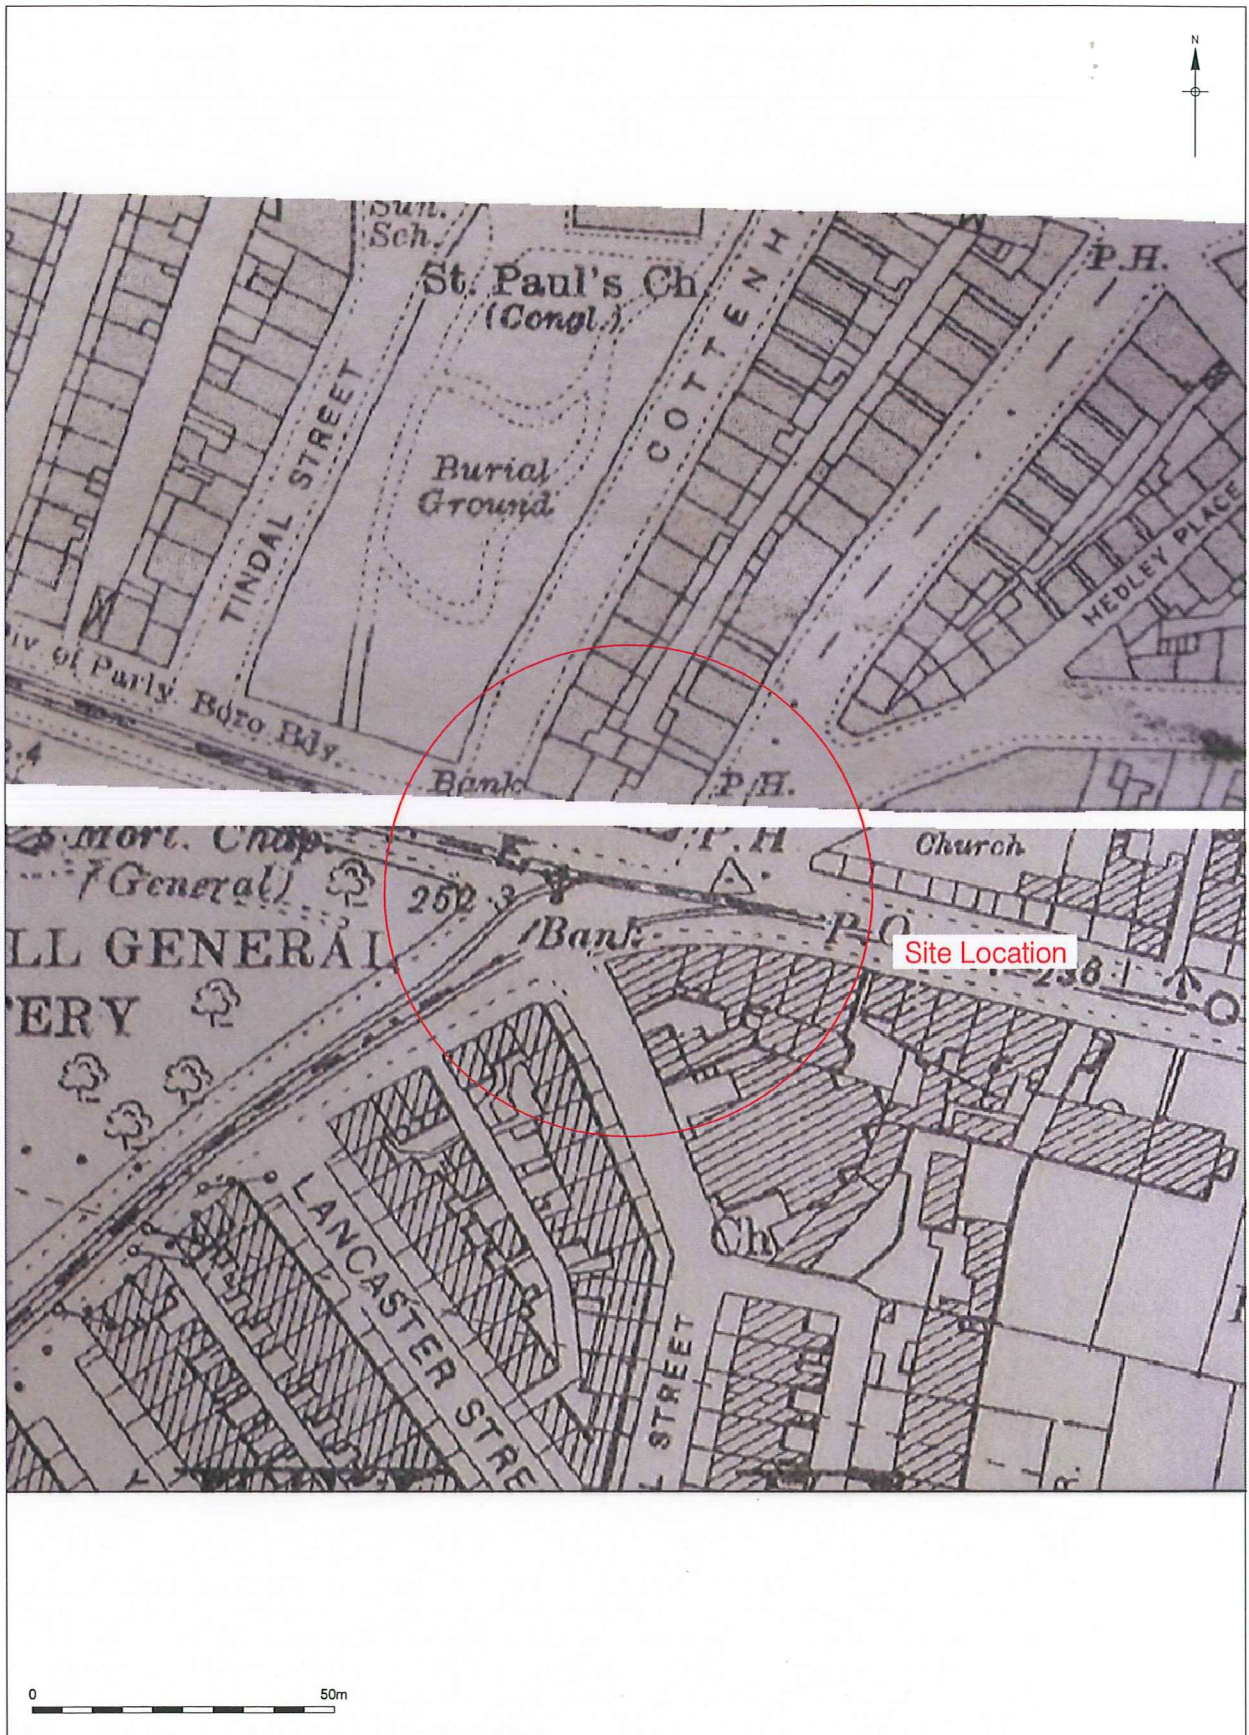 N
Sun.
Sch.
St. Paul's Ch
(Congl.)
COTTENH
P.H.
TINDAL STREET
Burial
Ground
HEDLEY PLACE
iv of Parly Boro Bdy.
Bank
P.H.
Mort. Chap.
(General)
252.3
P.H
Church
Bank
P.O
Site Location
LL GENERAL
ERY
LANCASTER STRE
Ch
L STREET
R.
0
50m